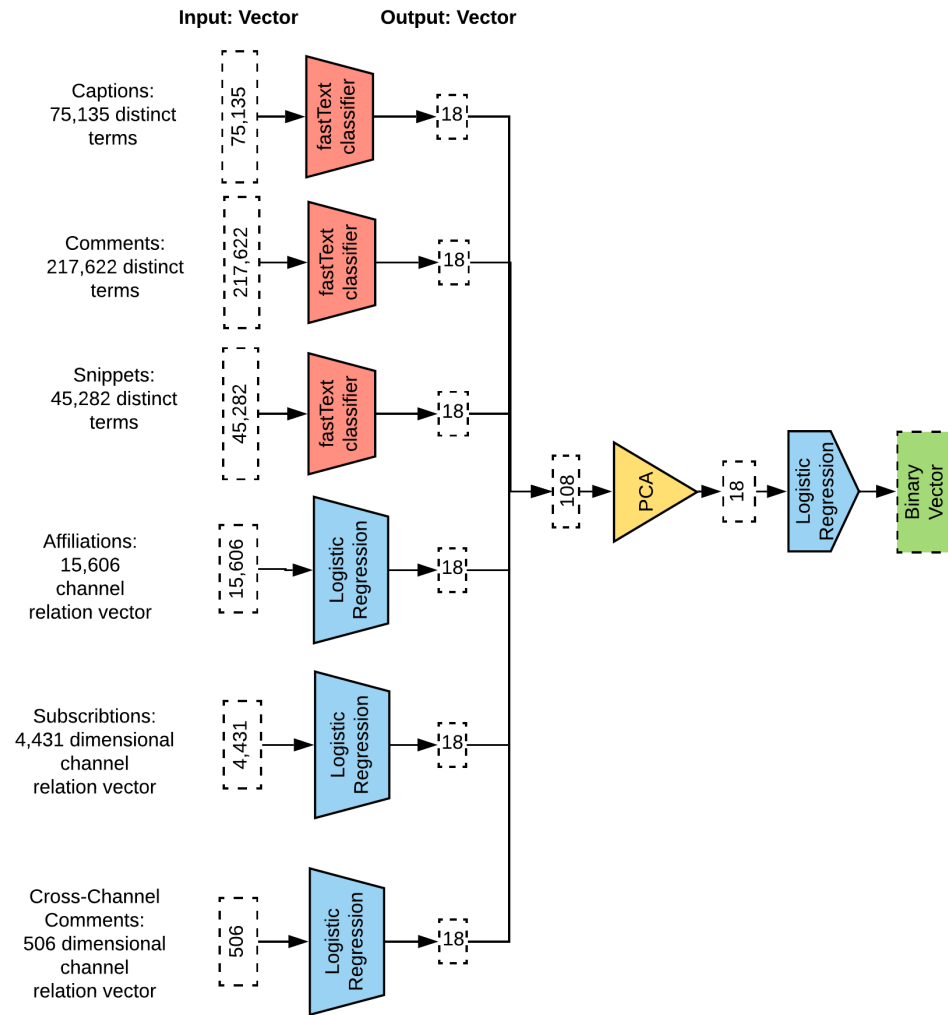 Input: Vector
Output: Vector
Captions:
75,135 distinct
terms
75,135
fastText
classifier
18
Comments:
217,622 distinct
terms
217,622
fastText
classifier
18
Snippets:
45,282 distinct
terms
45,282
fastText
classifier
18
108
PCA
18
Logistic
Regression
Binary
Vector
Affiliations:
15,606
channel
relation vector
15,606
Logistic
Regression
18
Subscribtions:
4,431 dimensional
channel
relation vector
4,431
Logistic
Regression
18
Cross-Channel
Comments:
506 dimensional
channel
relation vector
506
Logistic
Regression
18